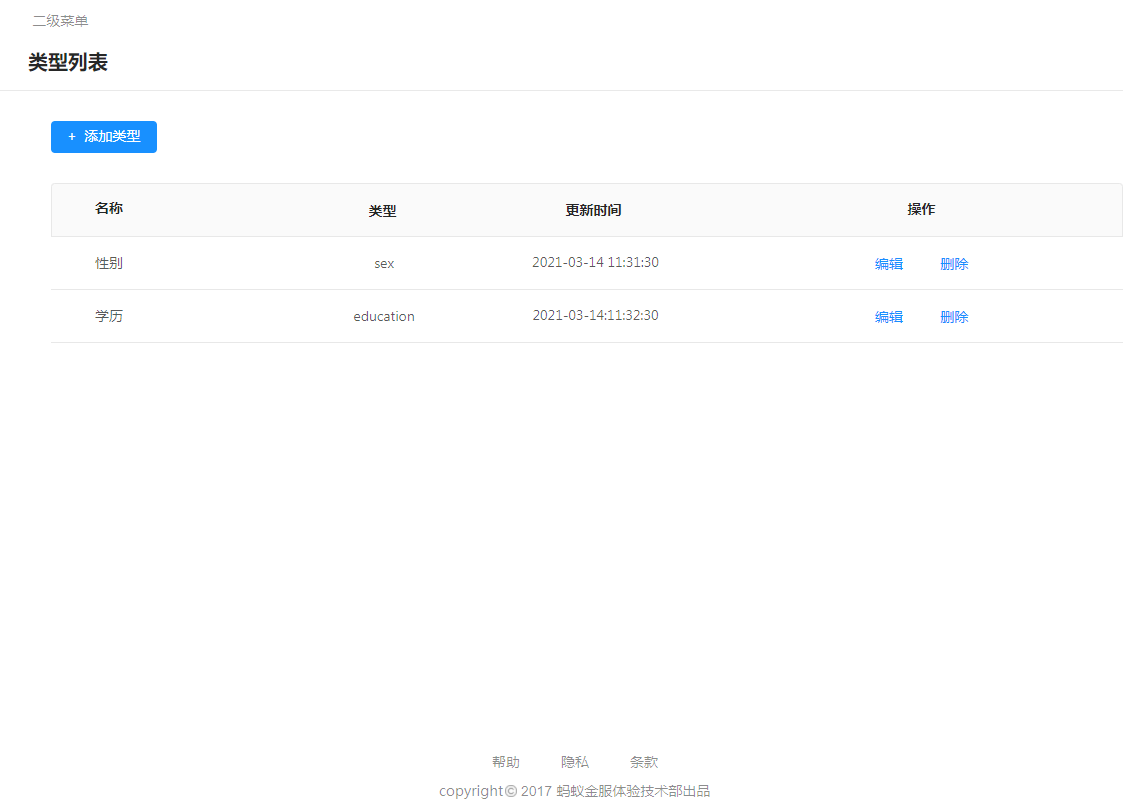 二级菜单
类型列表
+ 添加类型
名称 类型 更新时间 操作
性别 sex 2021-03-14 11:31:30 编辑 删除
学历 education 2021-03-14:11:32:30 编辑 删除
帮助 隐私 条款
copyright© 2017 蚂蚁金服体验技术部出品